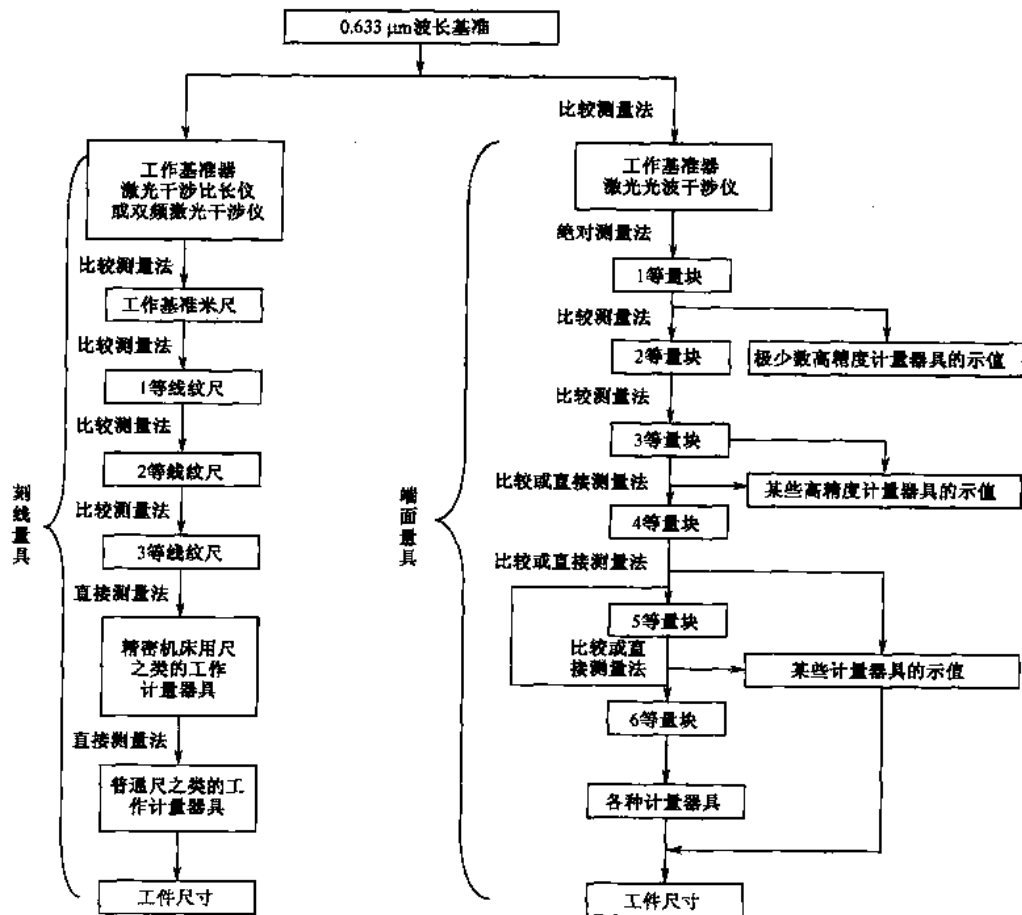 0.633 μm波长基准
比较测量法
工作基准器
激光干涉比长仪
或双频激光干涉仪
比较测量法
工作基准米尺
比较测量法
1等线纹尺
比较测量法
2等线纹尺
比较测量法
3等线纹尺
直接测量法
精密机床用尺
之类的工作
计量器具
直接测量法
普通尺之类的工
作计量器具
工件尺寸
刻线量具
工作基准器
激光光波干涉仪
绝对测量法
1等量块
比较测量法
2等量块
极少数高精度计量器具的示值
比较测量法
3等量块
比较或直接测量法
某些高精度计量器具的示值
4等量块
比较或直接测量法
5等量块
比较或直
接测量法
某些计量器具的示值
6等量块
各种计量器具
工件尺寸
端面量具